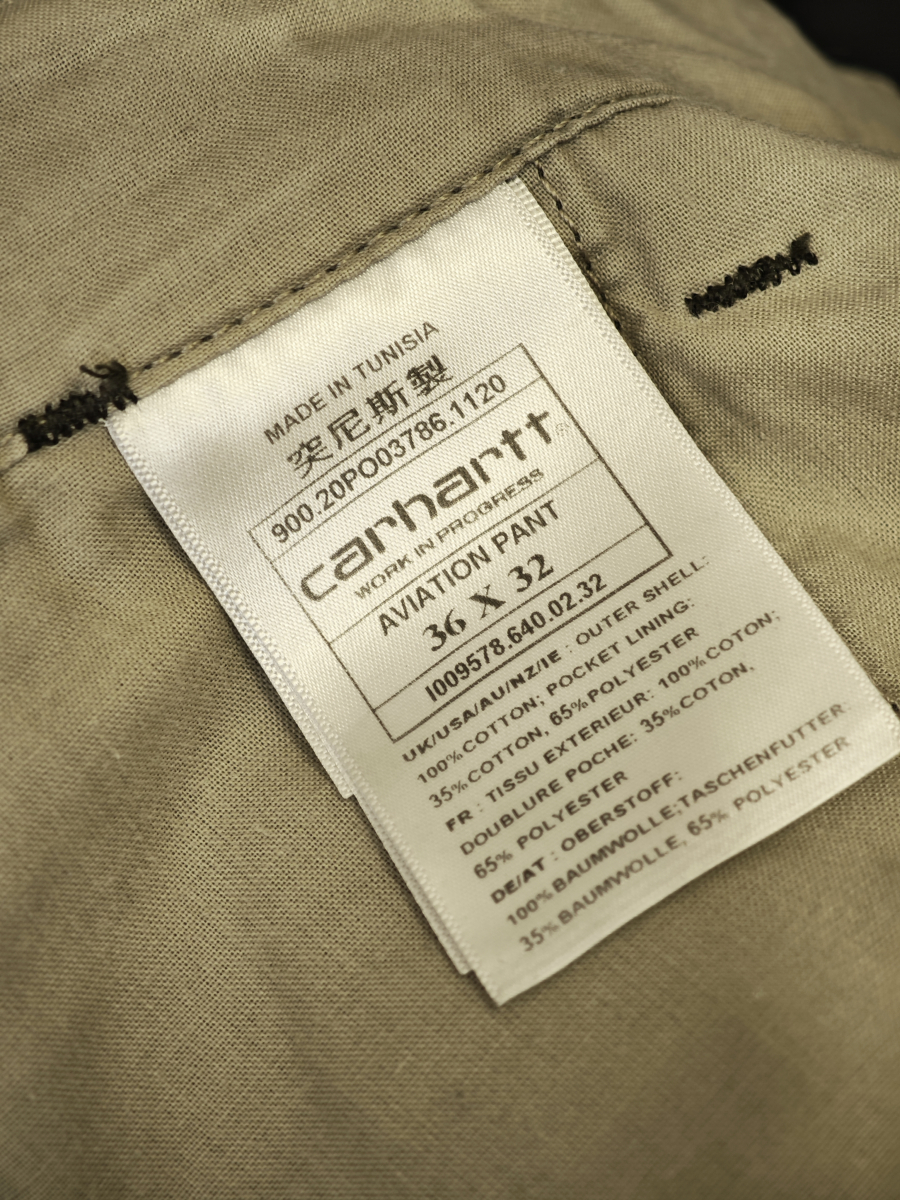 MADE IN TUNISIA
突尼斯製
900.20PO03786.1120
carhartt®
WORK IN PROGRESS
AVIATION PANT
36 X 32
I009578.640.02.32
UK/USA/AU/NZ/IE : OUTER SHELL:
100% COTTON; POCKET LINING:
35% COTTON, 65% POLYESTER
FR : TISSU EXTERIEUR: 100% COTON;
DOUBLURE POCHE: 35% COTON,
65% POLYESTER
DE/AT : OBERSTOFF:
100% BAUMWOLLE;TASCHENFUTTER:
35% BAUMWOLLE, 65% POLYESTER